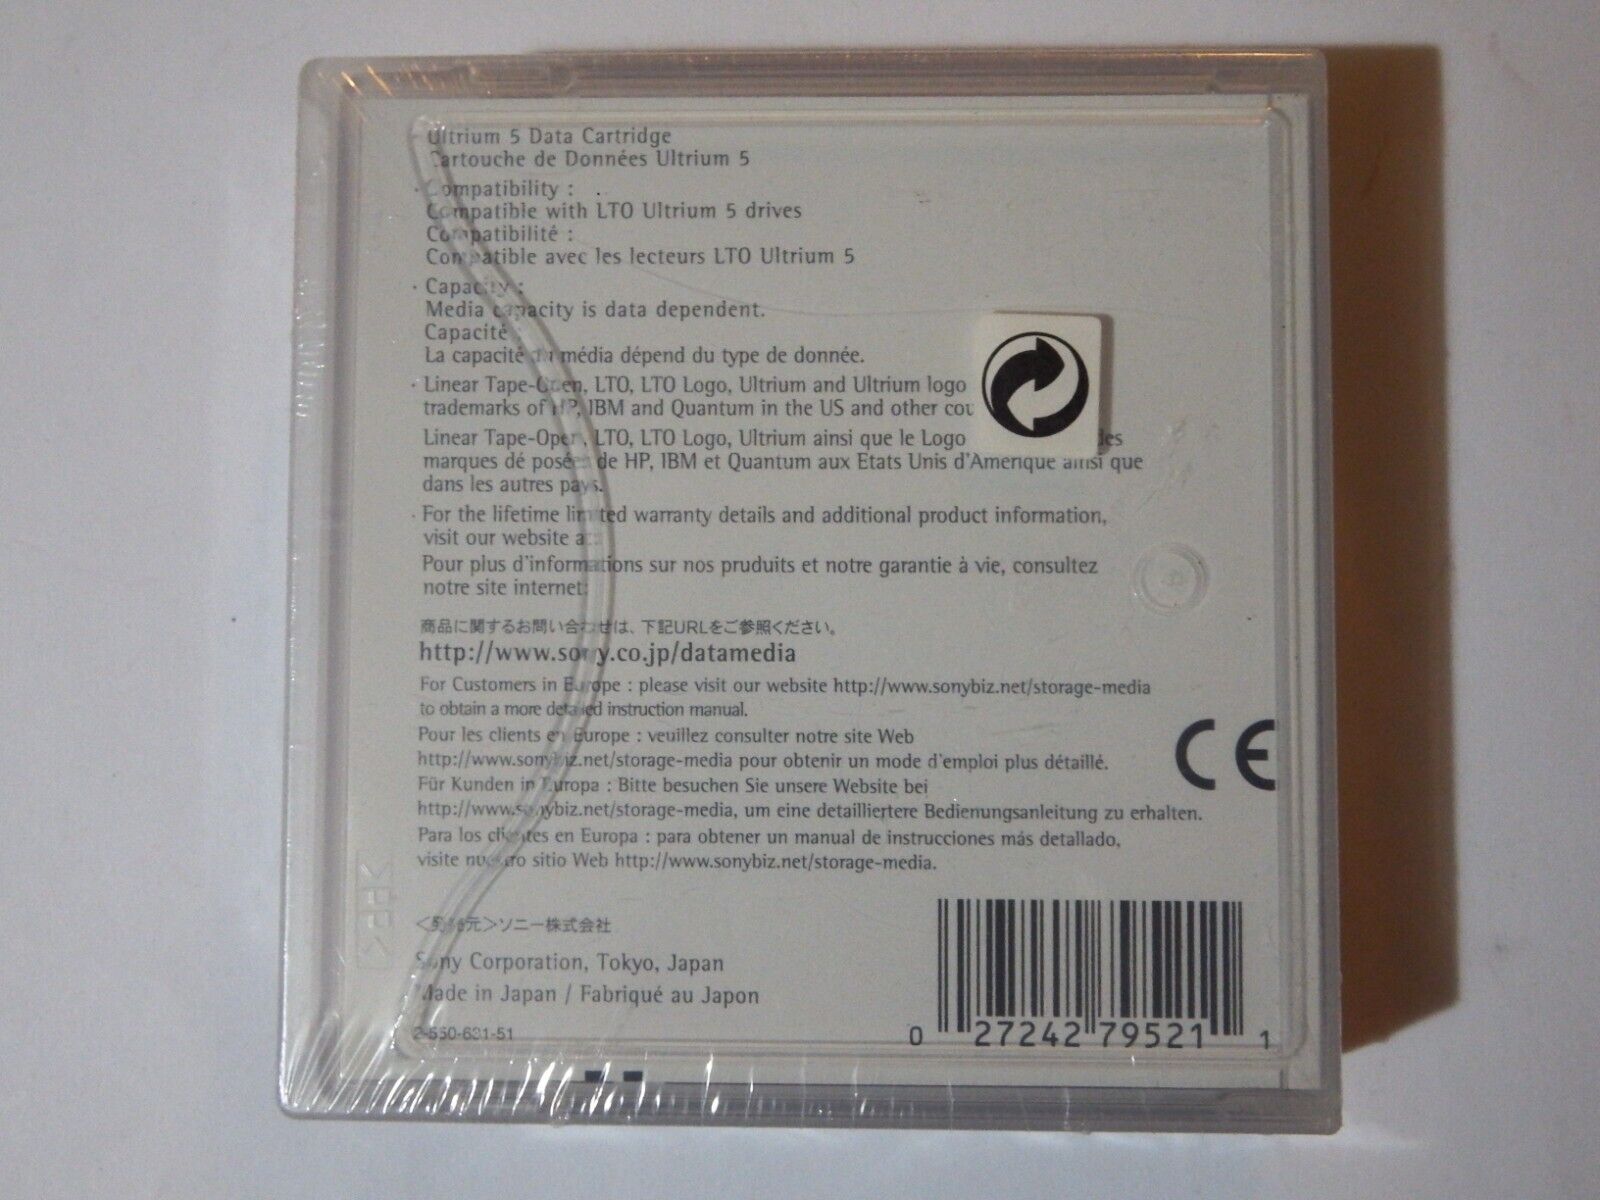 Ultrium 5 Data Cartridge
Cartouche de Données Ultrium 5
· Compatibility :
Compatible with LTO Ultrium 5 drives
Compatibilité :
Compatible avec les lecteurs LTO Ultrium 5
· Capacity :
Media capacity is data dependent.
Capacité :
La capacité du média dépend du type de donnée.
· Linear Tape-Open, LTO, LTO Logo, Ultrium and Ultrium logo
trademarks of HP, IBM and Quantum in the US and other cou
Linear Tape-Open, LTO, LTO Logo, Ultrium ainsi que le Logo des
marques dé posées de HP, IBM et Quantum aux Etats Unis d'Amerique ainsi que
dans les autres pays.
· For the lifetime limited warranty details and additional product information,
visit our website at:
Pour plus d'informations sur nos pruduits et notre garantie à vie, consultez
notre site internet:
商品に関するお問い合わせは、下記URLをご参照ください。
http://www.sony.co.jp/datamedia
For Customers in Europe : please visit our website http://www.sonybiz.net/storage-media
to obtain a more detailed instruction manual.
Pour les clients en Europe : veuillez consulter notre site Web
http://www.sonybiz.net/storage-media pour obtenir un mode d'emploi plus détaillé.
Für Kunden in Europa : Bitte besuchen Sie unsere Website bei
http://www.sonybiz.net/storage-media, um eine detailliertere Bedienungsanleitung zu erhalten.
Para los clientes en Europa : para obtener un manual de instrucciones más detallado,
visite nuestro sitio Web http://www.sonybiz.net/storage-media.
CE
<発売元>ソニー株式会社
Sony Corporation, Tokyo, Japan
Made in Japan / Fabriqué au Japon
2-550-631-51
0 27242 79521 1